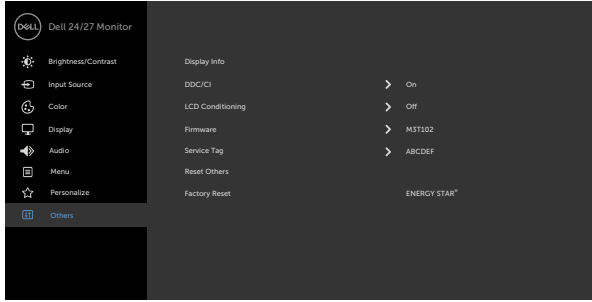 DELL Dell 24/27 Monitor
Brightness/Contrast
Input Source
Color
Display
Audio
Menu
Personalize
Others
Display Info
DDC/CI > On
LCD Conditioning > Off
Firmware > M3T102
Service Tag > ABCDEF
Reset Others
Factory Reset ENERGY STAR®